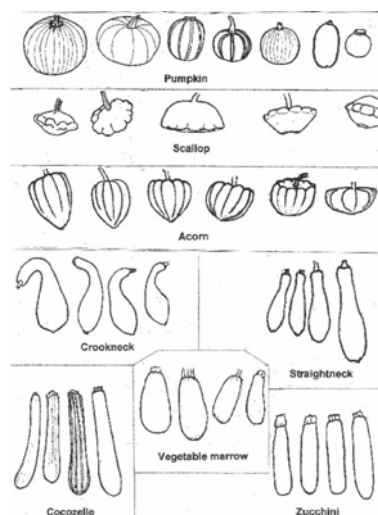 Pumpkin
Scallop
Acorn
Crookneck
Straightneck
Vegetable marrow
Cocozelle
Zucchini